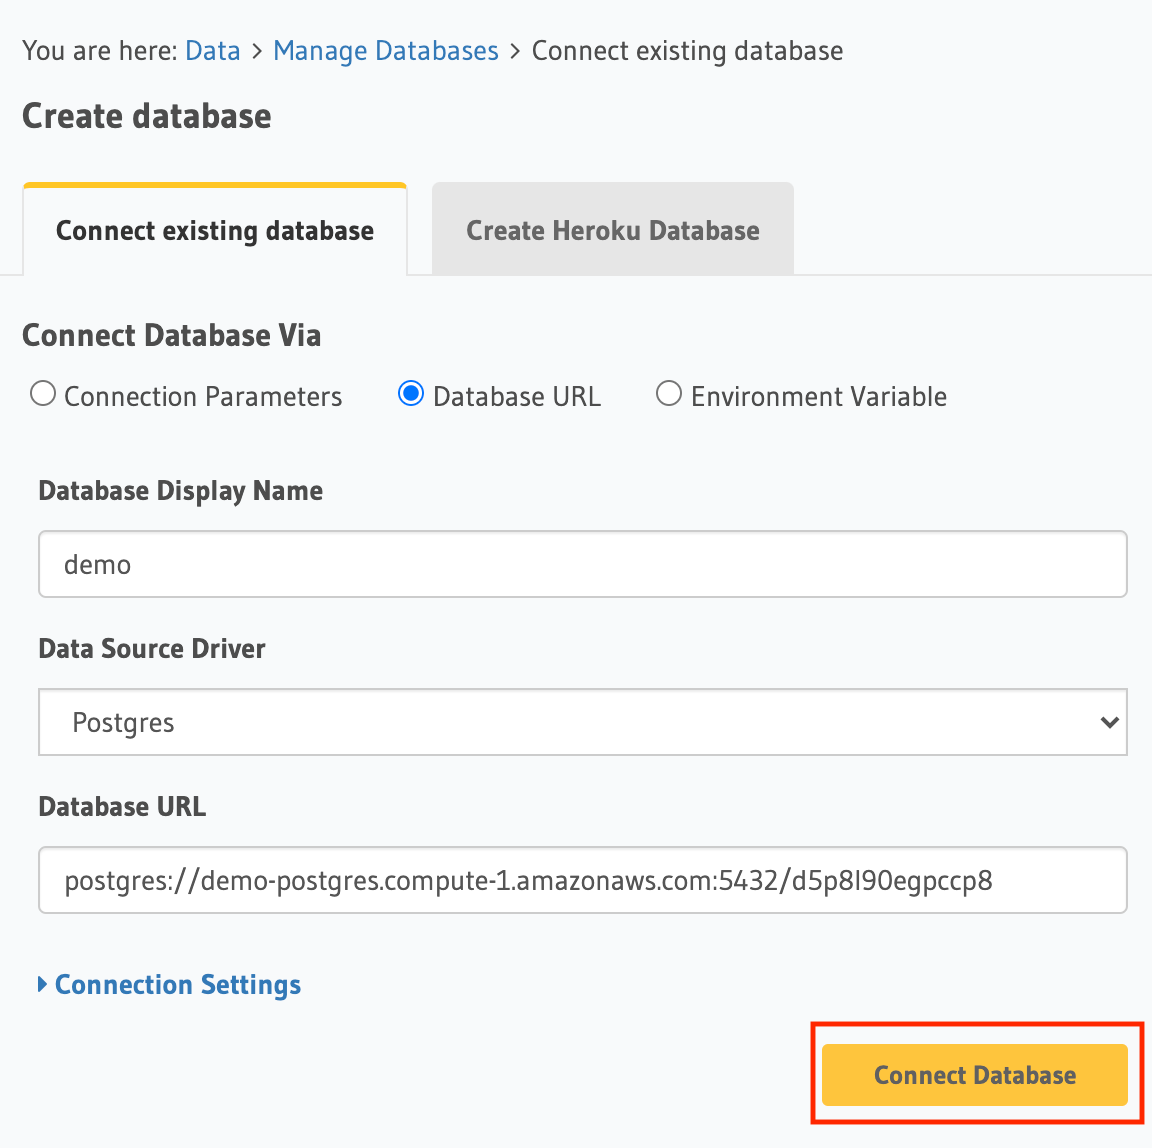 You are here: Data > Manage Databases > Connect existing database
Create database
Connect existing database
Create Heroku Database
Connect Database Via
Connection Parameters
Database URL
Environment Variable
Database Display Name
demo
Data Source Driver
Postgres
Database URL
postgres://demo-postgres.compute-1.amazonaws.com:5432/d5p8l90egpccp8
Connection Settings
Connect Database